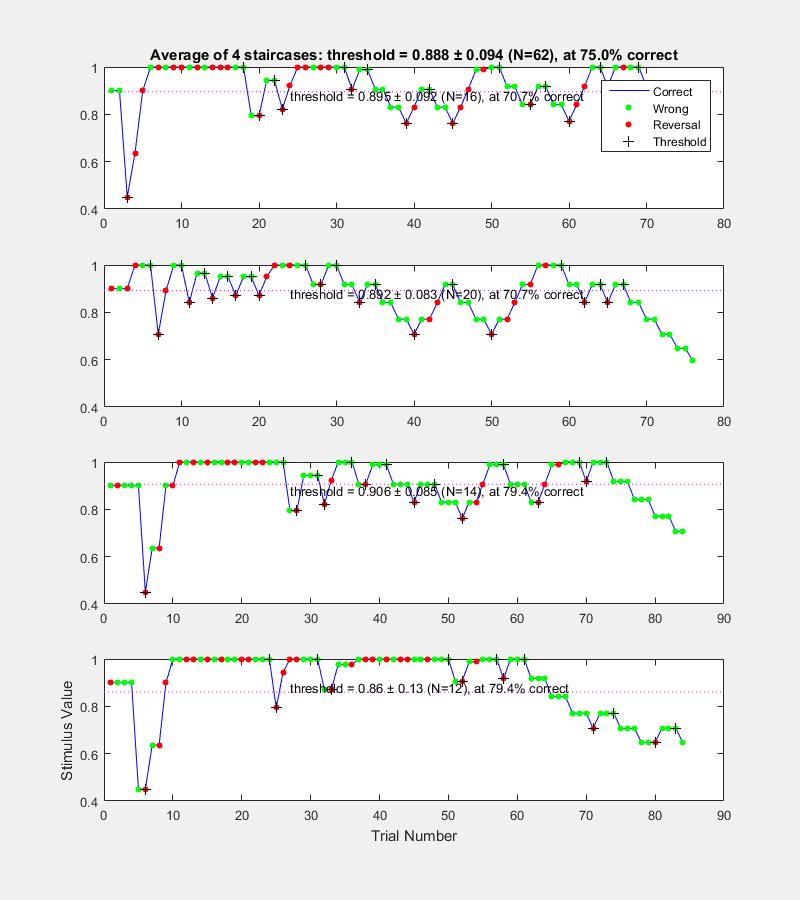 Average of 4 staircases: threshold = 0.888 ± 0.094 (N=62), at 75.0% correct
1
0.8
0.6
0.4
threshold = 0.895 ± 0.092 (N=16), at 70.7% correct
Correct
Wrong
Reversal
Threshold
0 10 20 30 40 50 60 70 80
1
0.8
0.6
0.4
threshold = 0.892 ± 0.083 (N=20), at 70.7% correct
0 10 20 30 40 50 60 70 80
1
0.8
0.6
0.4
threshold = 0.906 ± 0.085 (N=14), at 79.4% correct
0 10 20 30 40 50 60 70 80 90
Stimulus Value
1
0.8
0.6
0.4
threshold = 0.86 ± 0.13 (N=12), at 79.4% correct
0 10 20 30 40 50 60 70 80 90
Trial Number